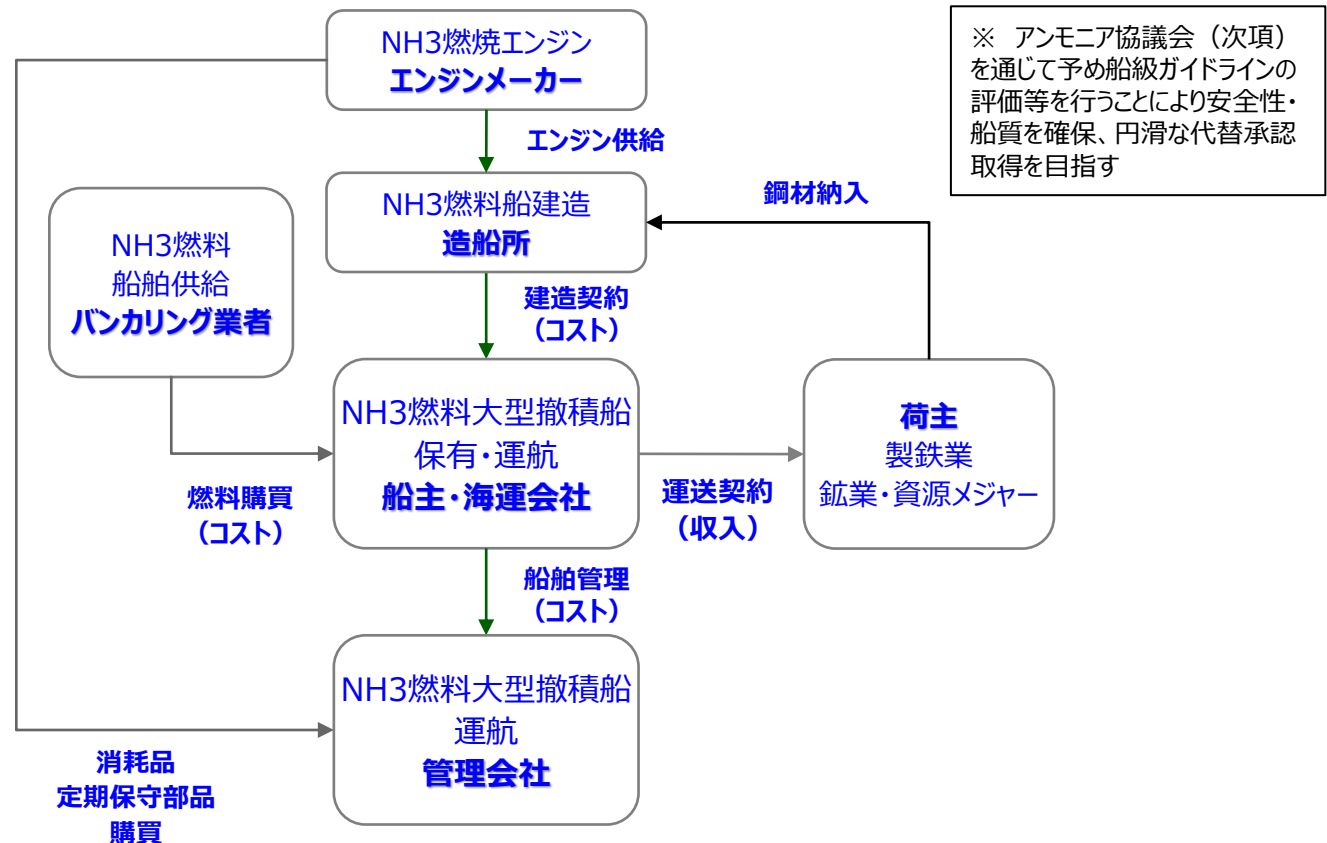 NH3燃焼エンジン
エンジンメーカー
※ アンモニア協議会（次項）
を通じて予め船級ガイドラインの
評価等を行うことにより安全性・
船質を確保、円滑な代替承認
取得を目指す
エンジン供給
鋼材納入
NH3燃料船建造
造船所
NH3燃料
船舶供給
バンカリング業者
建造契約
（コスト）
NH3燃料大型撤積船
保有・運航
船主・海運会社
荷主
製鉄業
鉱業・資源メジャー
燃料購買
（コスト）
運送契約
（収入）
船舶管理
（コスト）
NH3燃料大型撤積船
運航
管理会社
消耗品
定期保守部品
購買